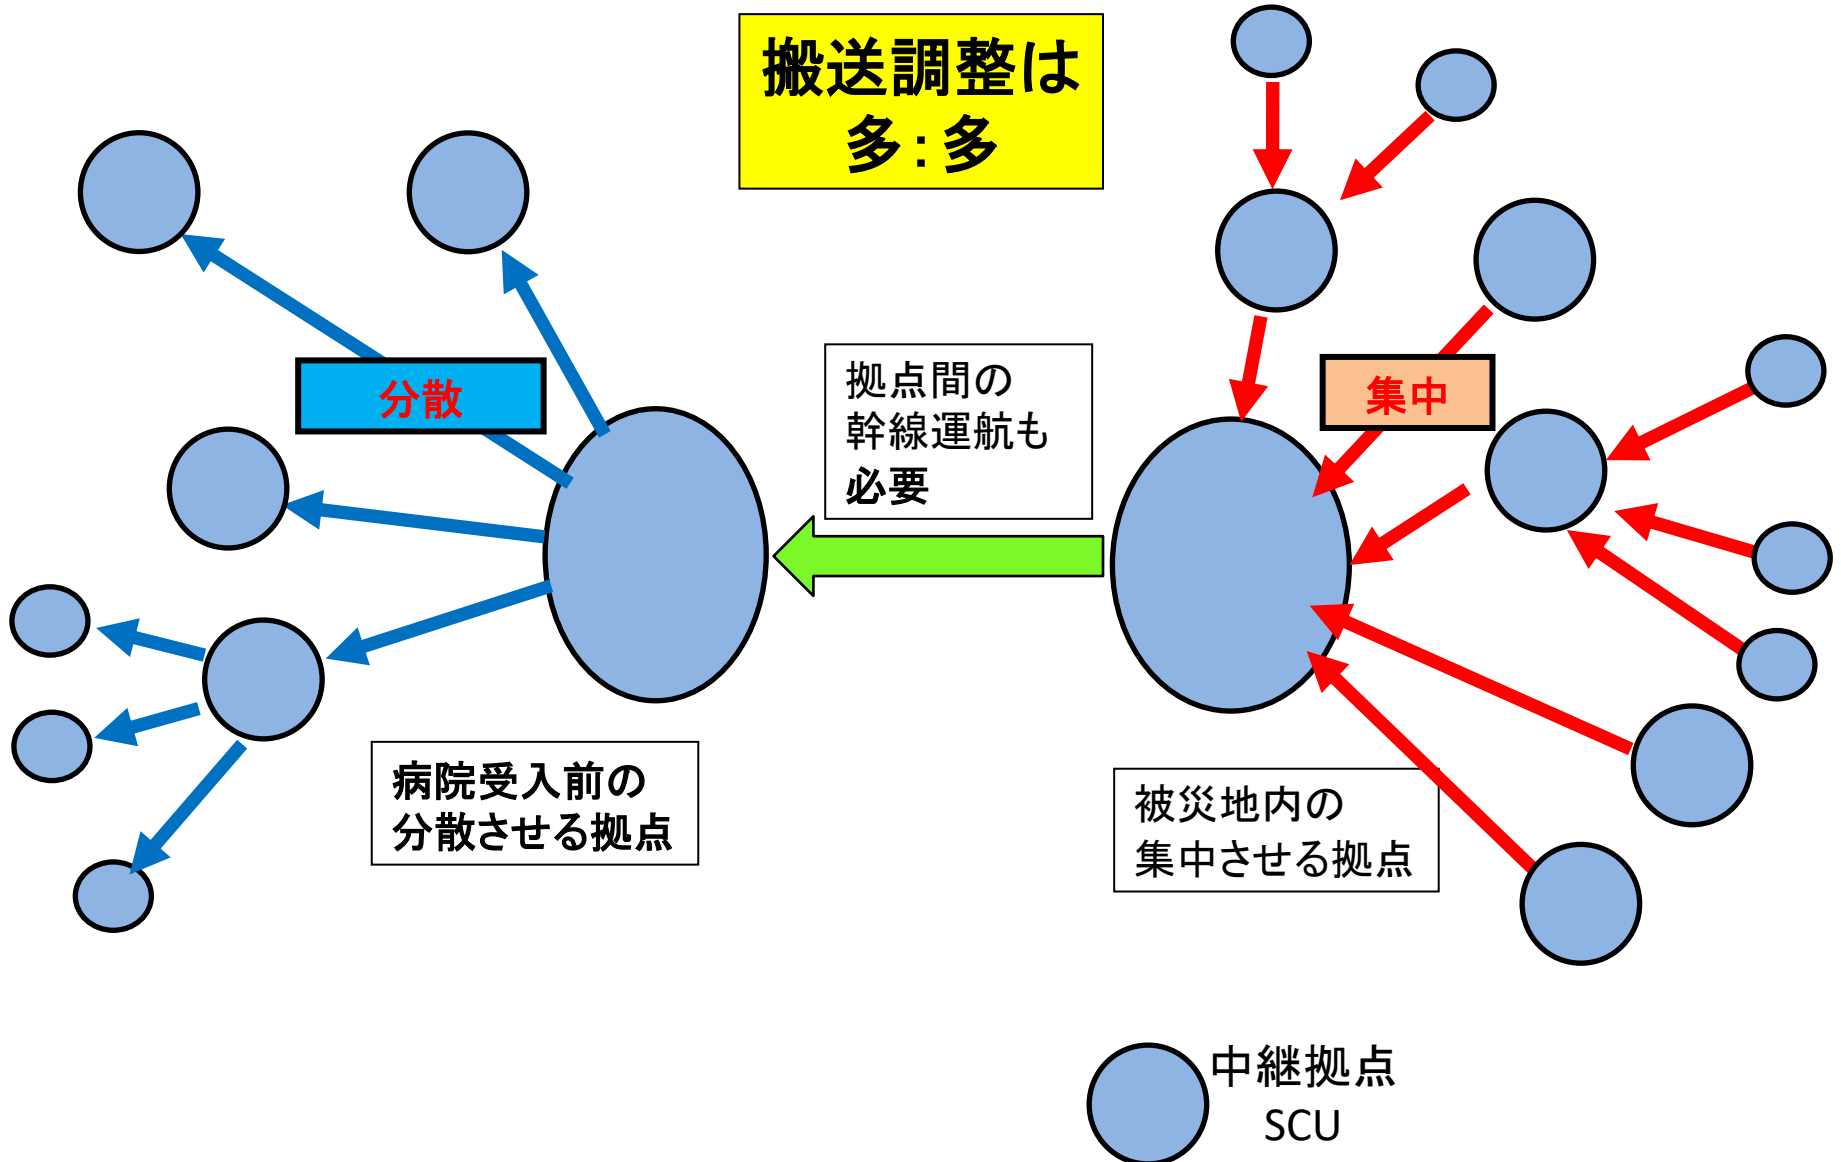 搬送調整は
多：多
分散
拠点間の
幹線運航も
必要
集中
病院受入前の
分散させる拠点
被災地内の
集中させる拠点
中継拠点
SCU